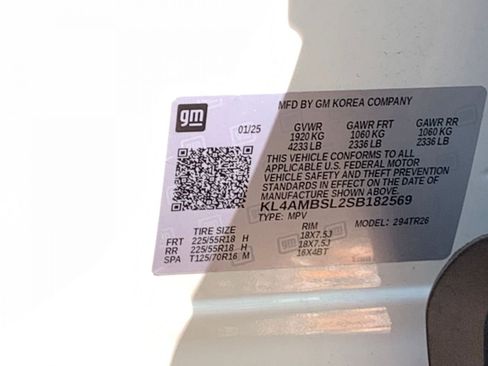 MFD BY GM KOREA COMPANY
gm
01/25
GVWR GAWR FRT GAWR RR
1920 KG 1060 KG 1060 KG
4233 LB 2336 LB 2336 LB
THIS VEHICLE CONFORMS TO ALL
APPLICABLE U.S. FEDERAL MOTOR
VEHICLE SAFETY AND THEFT PREVENTION
STANDARDS IN EFFECT ON THE DATE OF
MANUFACTURE SHOWN ABOVE.
KL4AMBSL2SB182569
TYPE: MPV MODEL: 294TR26
TIRE SIZE RIM
FRT 225/55R18 H 18X7.5J
RR 225/55R18 H 18X7.5J
SPA T125/70R16 M 16X4BT